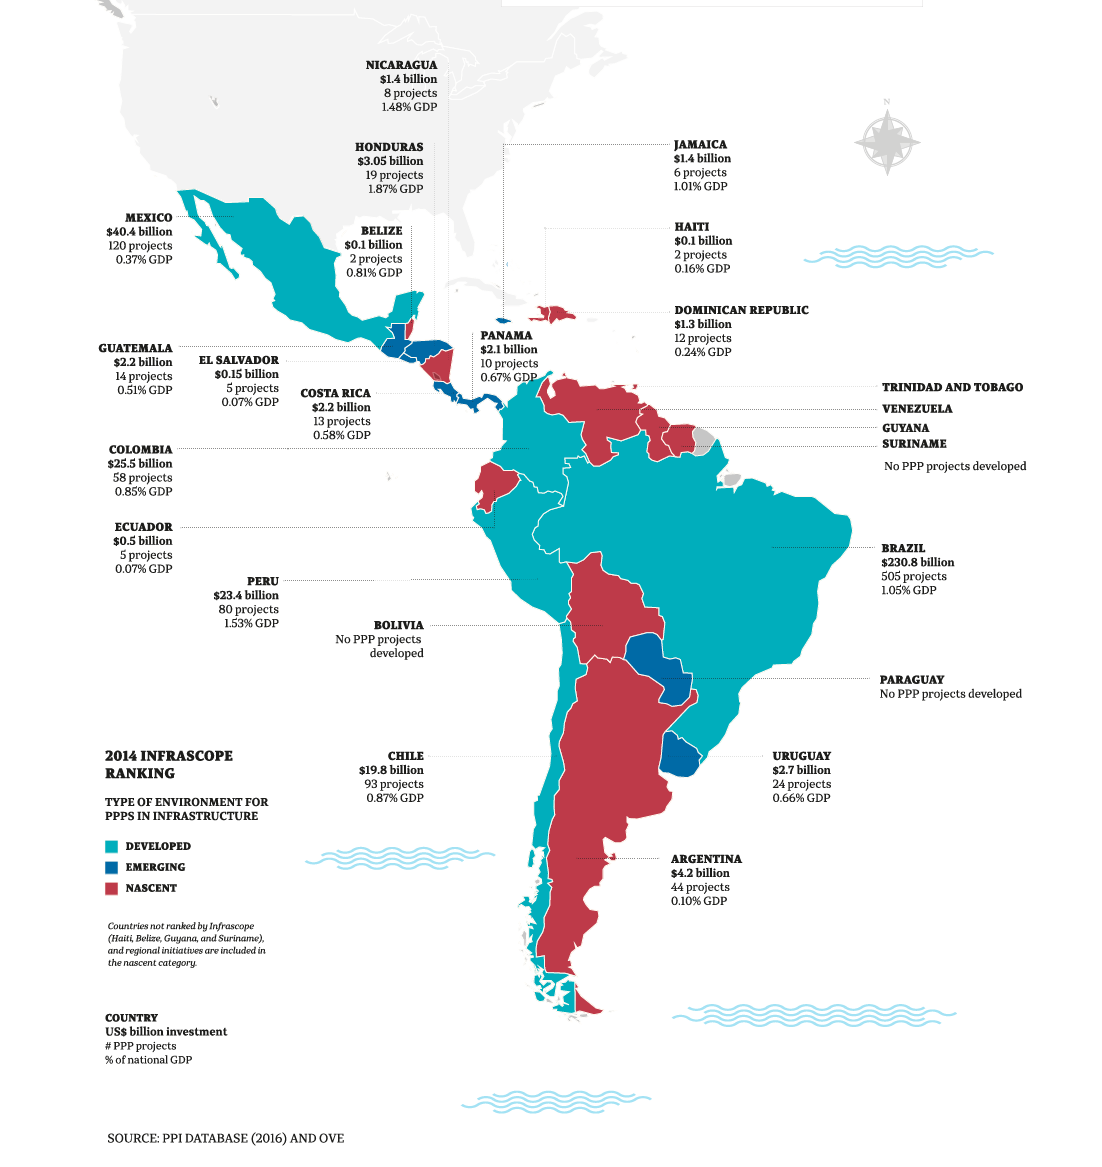 N
NICARAGUA
$1.4 billion
8 projects
1.48% GDP
HONDURAS
$3.05 billion
19 projects
1.87% GDP
JAMAICA
$1.4 billion
6 projects
1.01% GDP
MEXICO
$40.4 billion
120 projects
0.37% GDP
BELIZE
$0.1 billion
2 projects
0.81% GDP
HAITI
$0.1 billion
2 projects
0.16% GDP
DOMINICAN REPUBLIC
$1.3 billion
12 projects
0.24% GDP
GUATEMALA
$2.2 billion
14 projects
0.51% GDP
EL SALVADOR
$0.15 billion
5 projects
0.07% GDP
PANAMA
$2.1 billion
10 projects
0.67% GDP
COSTA RICA
$2.2 billion
13 projects
0.58% GDP
TRINIDAD AND TOBAGO
VENEZUELA
GUYANA
SURINAME
No PPP projects developed
COLOMBIA
$25.5 billion
58 projects
0.85% GDP
ECUADOR
$0.5 billion
5 projects
0.07% GDP
BRAZIL
$230.8 billion
505 projects
1.05% GDP
PERU
$23.4 billion
80 projects
1.53% GDP
BOLIVIA
No PPP projects
developed
PARAGUAY
No PPP projects developed
CHILE
$19.8 billion
93 projects
0.87% GDP
URUGUAY
$2.7 billion
24 projects
0.66% GDP
ARGENTINA
$4.2 billion
44 projects
0.10% GDP
2014 INFRASCOPE
RANKING
TYPE OF ENVIRONMENT FOR
PPPS IN INFRASTRUCTURE
DEVELOPED
EMERGING
NASCENT
Countries not ranked by Infrascope
(Haiti, Belize, Guyana, and Suriname),
and regional initiatives are included in
the nascent category.
COUNTRY
US$ billion investment
# PPP projects
% of national GDP
SOURCE: PPI DATABASE (2016) AND OVE